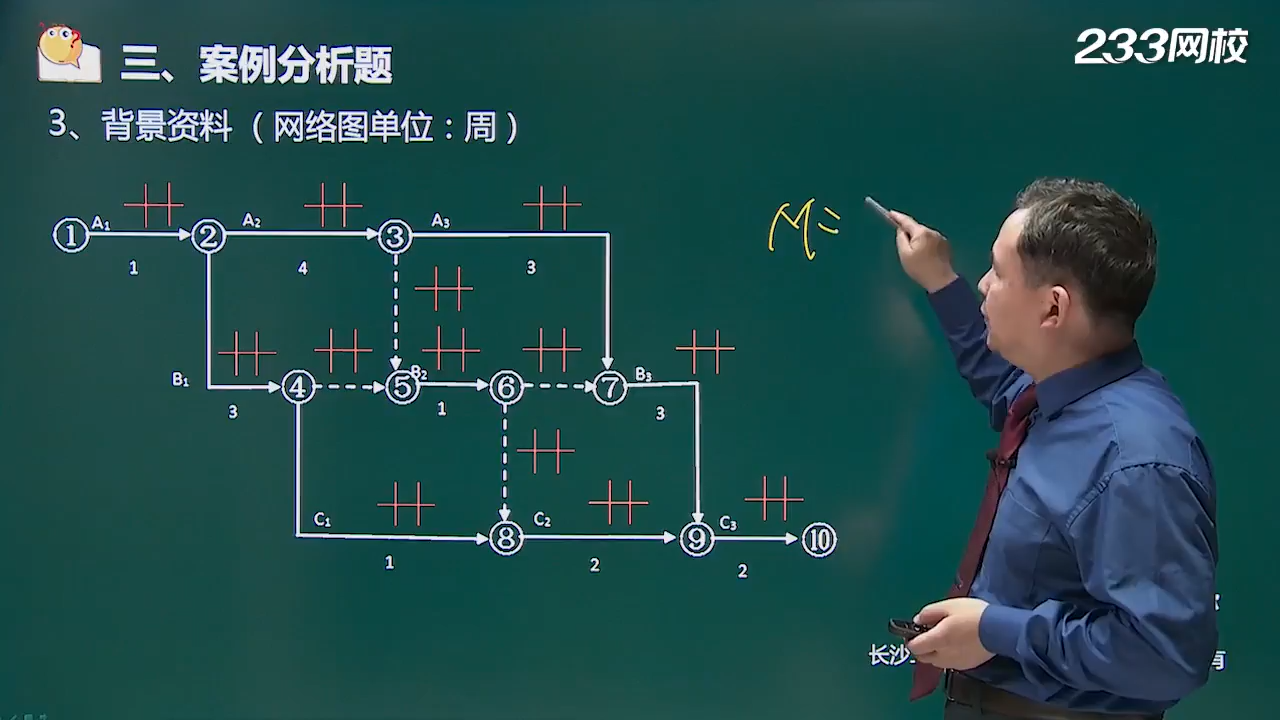 233网校
三、案例分析题
3、背景资料（网络图单位：周）
M=
① A₁ ② A₂ ③ A₃
1 4 3
B₁ ④ ⑤ B₂ ⑥ ⑦ B₃
3 1 3
C₁ ⑧ C₂ ⑨ C₃ ⑩
1 2 2
长沙
有